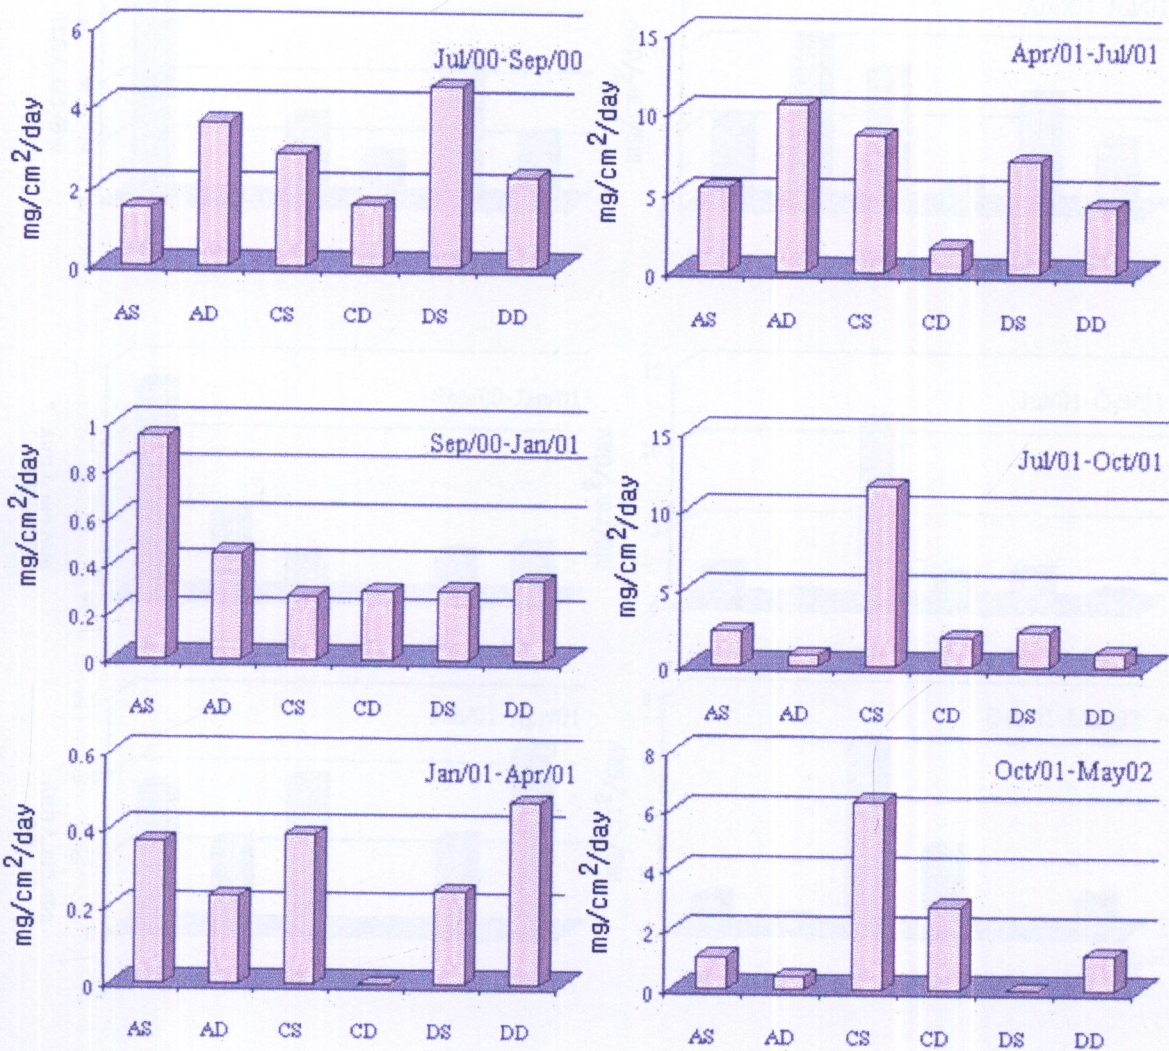 Jul/00-Sep/00
mg/cm²/day
6
4
2
0
AS AD CS CD DS DD
Apr/01-Jul/01
mg/cm²/day
15
10
5
0
AS AD CS CD DS DD
Sep/00-Jan/01
mg/cm²/day
1
0.8
0.6
0.4
0.2
0
AS AD CS CD DS DD
Jul/01-Oct/01
mg/cm²/day
15
10
5
0
AS AD CS CD DS DD
Jan/01-Apr/01
mg/cm²/day
0.6
0.4
0.2
0
AS AD CS CD DS DD
Oct/01-May02
mg/cm²/day
8
6
4
2
0
AS AD CS CD DS DD